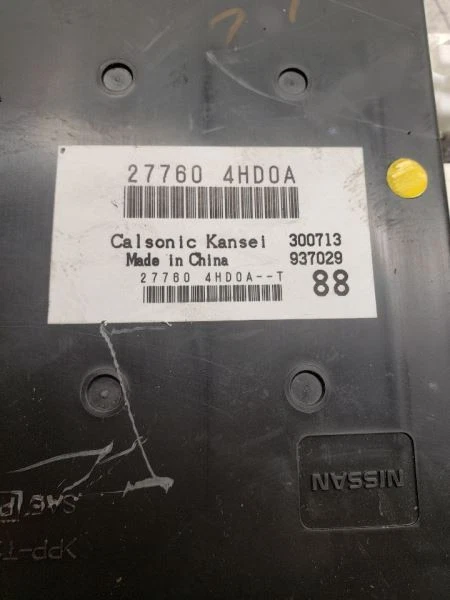 27760 4HD0A
Calsonic Kansei 300713
Made in China 937029
27760 4HD0A--T 88
NISSAN